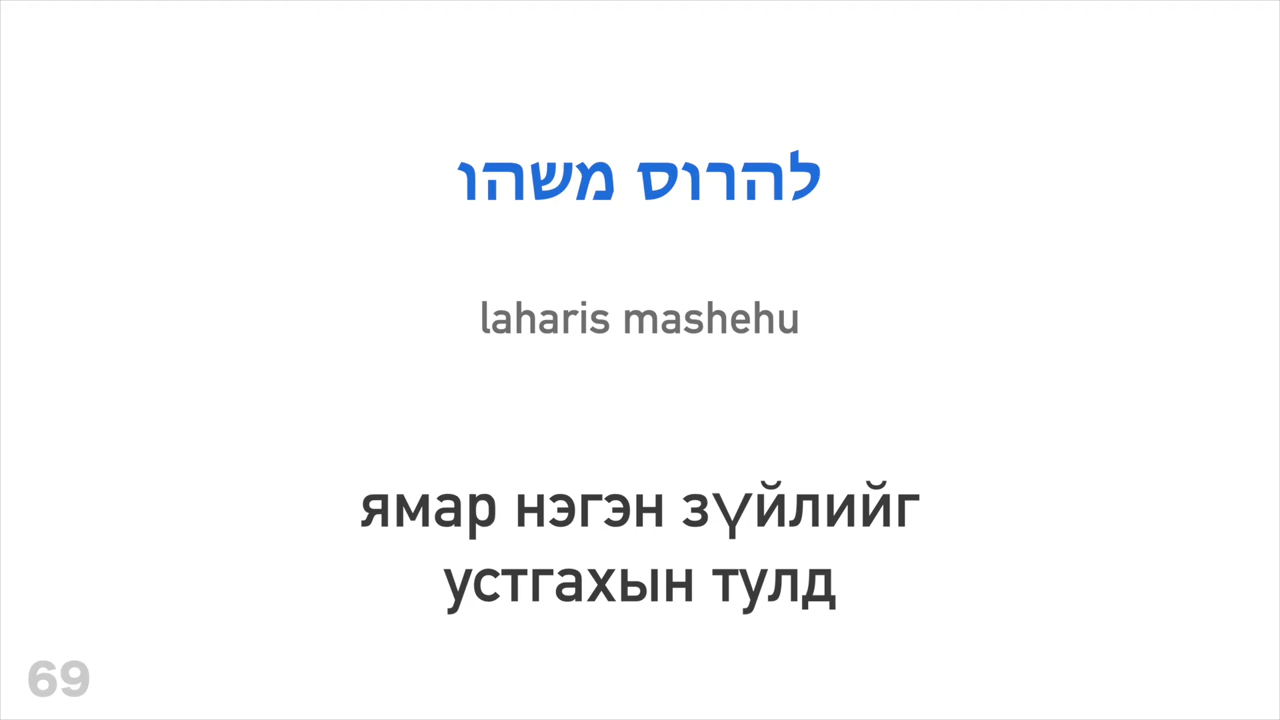 להרוס משהו
laharis mashehu
ямар нэгэн зүйлийг
устгахын тулд
69